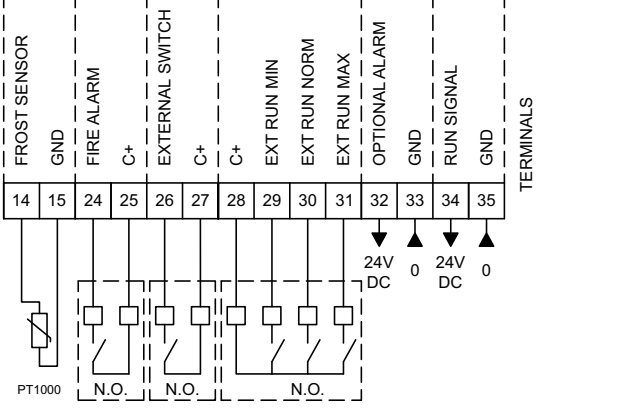 FROST SENSOR
GND
FIRE ALARM
C+
EXTERNAL SWITCH
C+
C+
EXT RUN MIN
EXT RUN NORM
EXT RUN MAX
OPTIONAL ALARM
GND
RUN SIGNAL
GND
TERMINALS
14 15 24 25 26 27 28 29 30 31 32 33 34 35
24V
DC
0
24V
DC
0
PT1000
N.O.
N.O.
N.O.